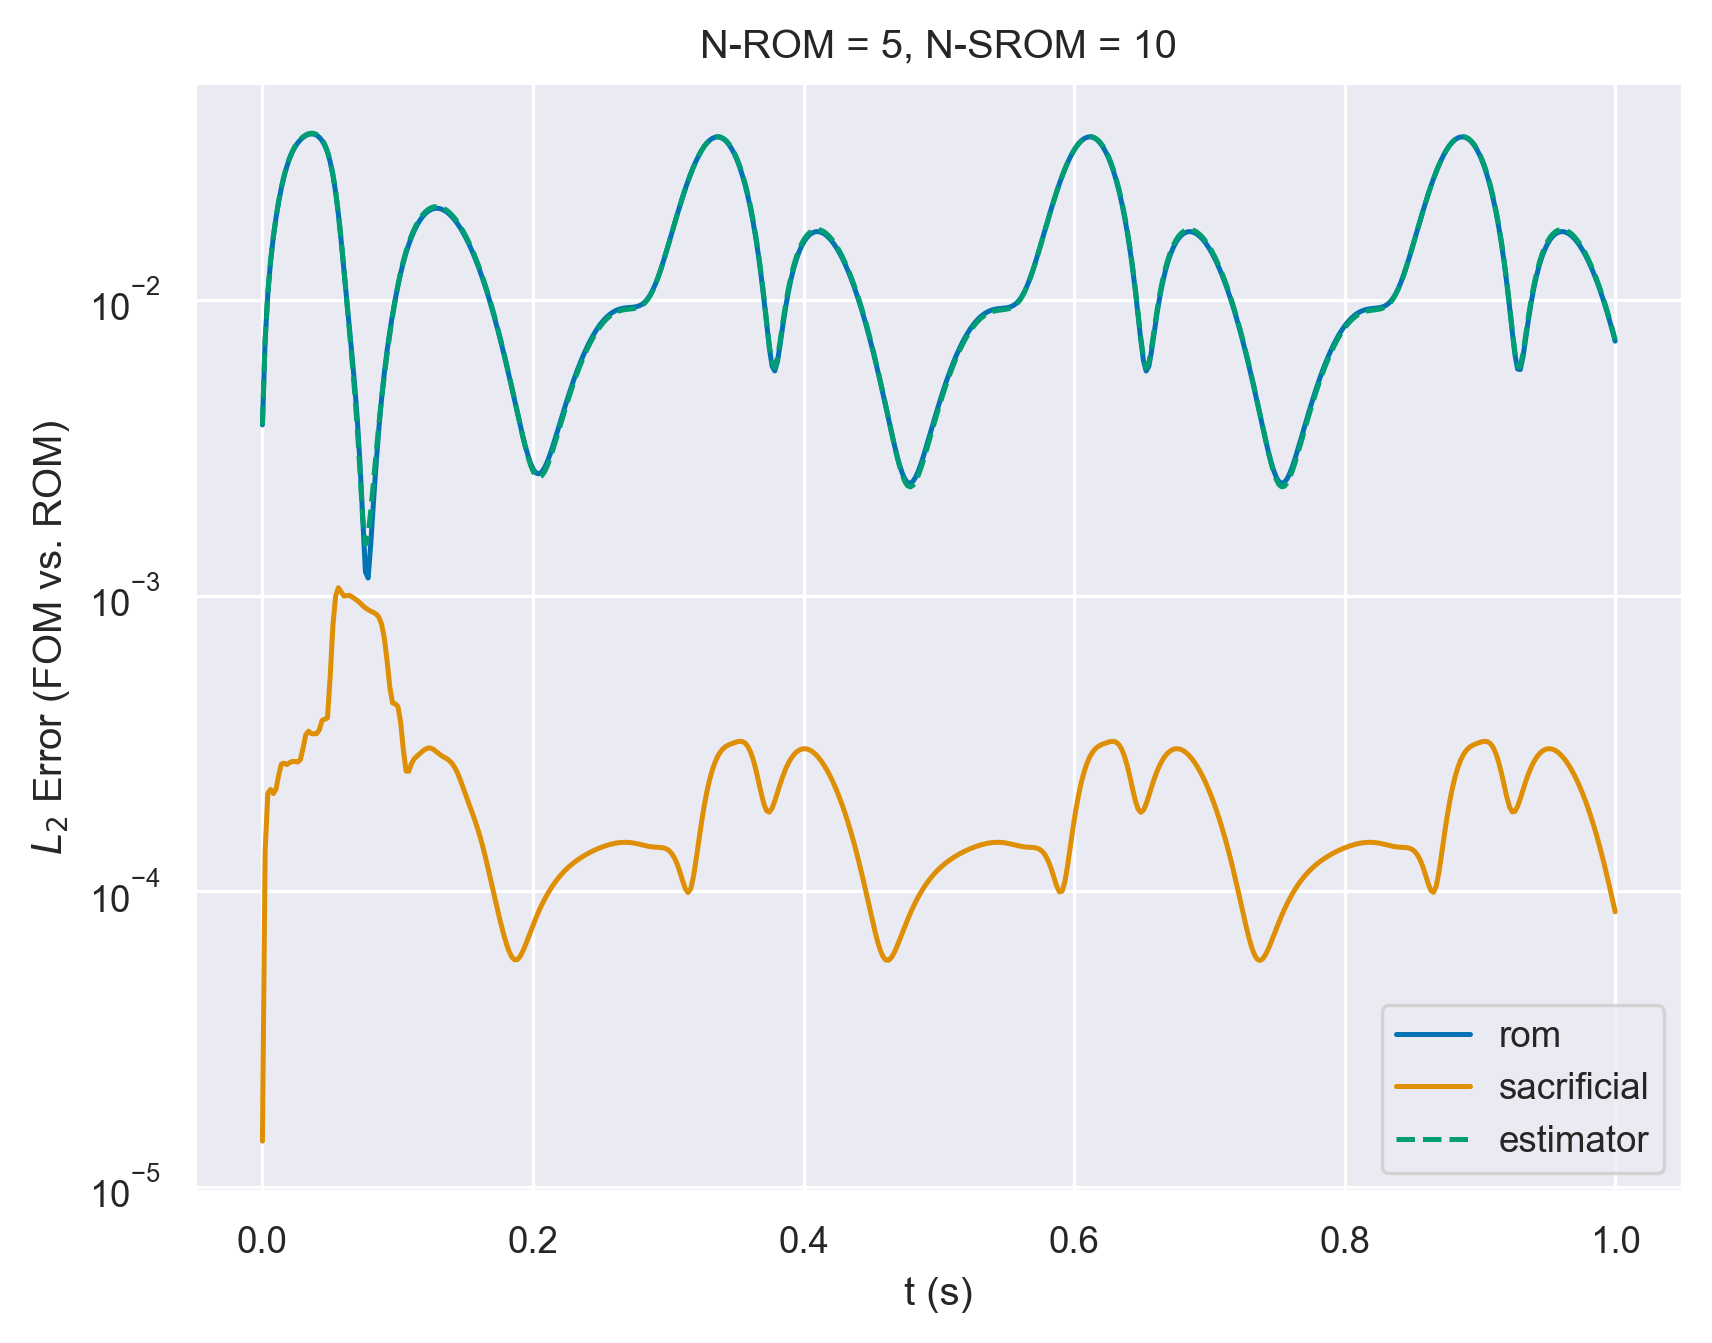 N-ROM = 5, N-SROM = 10
L₂ Error (FOM vs. ROM)
10⁻²
10⁻³
10⁻⁴
10⁻⁵
rom
sacrificial
estimator
0.0 0.2 0.4 0.6 0.8 1.0
t (s)